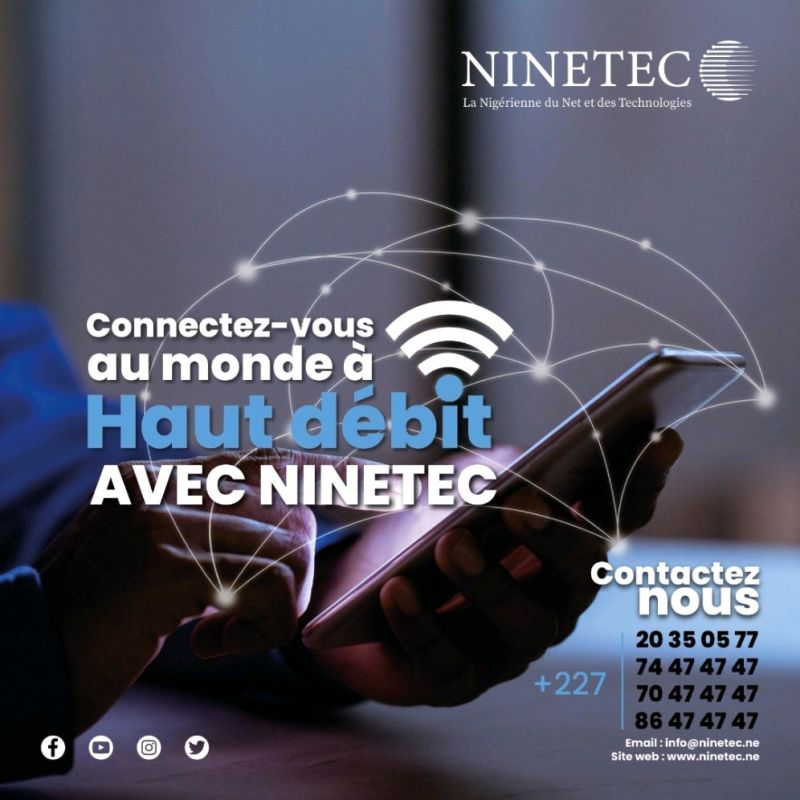 NINETEC
La Nigérienne du Net et des Technologies
Connectez-vous
au monde à
Haut débit
AVEC NINETEC
Contactez
nous
+227
20 35 05 77
74 47 47 47
70 47 47 47
86 47 47 47
Email : info@ninetec.ne
Site web : www.ninetec.ne